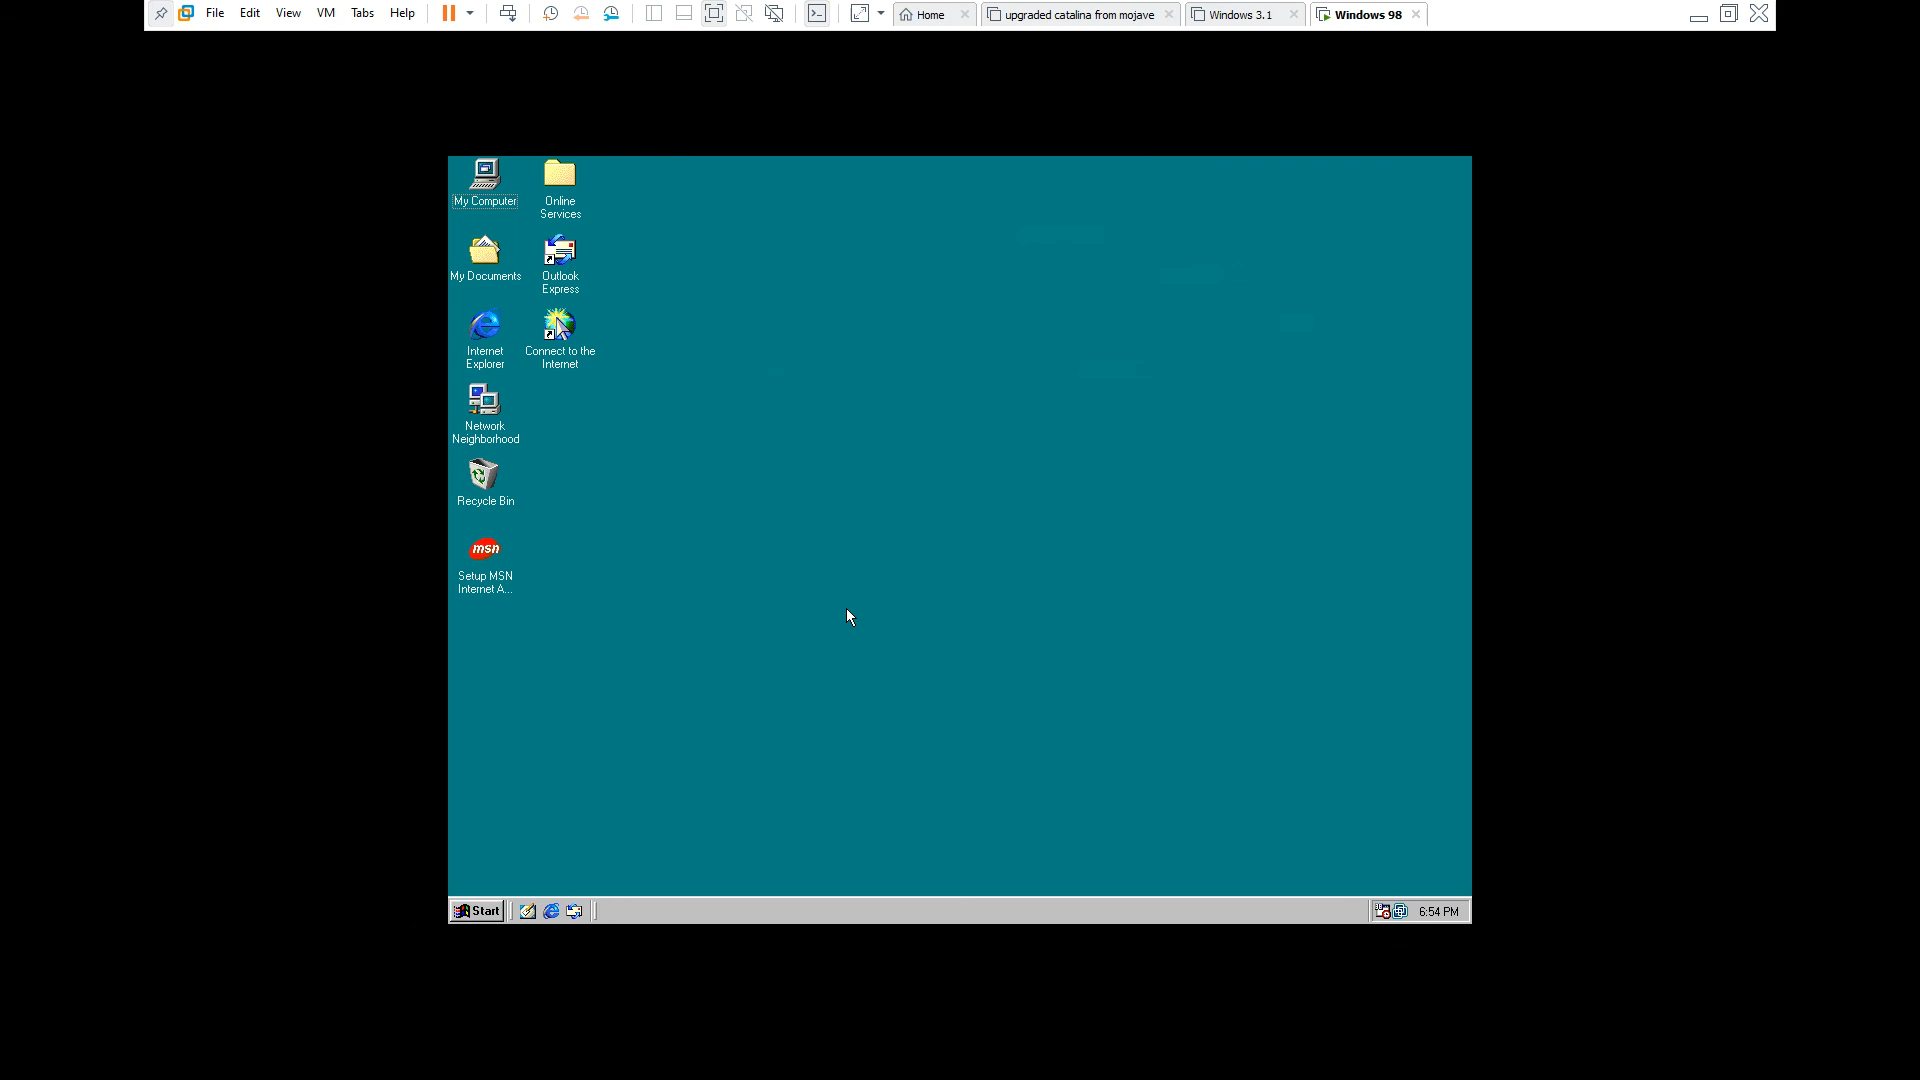 File Edit View VM Tabs Help Home upgraded catalina from mojave Windows 3.1 Windows 98
My Computer
Online
Services
My Documents
Outlook
Express
Internet
Explorer
Connect to the
Internet
Network
Neighborhood
Recycle Bin
msn
Setup MSN
Internet A...
Start 6:54 PM